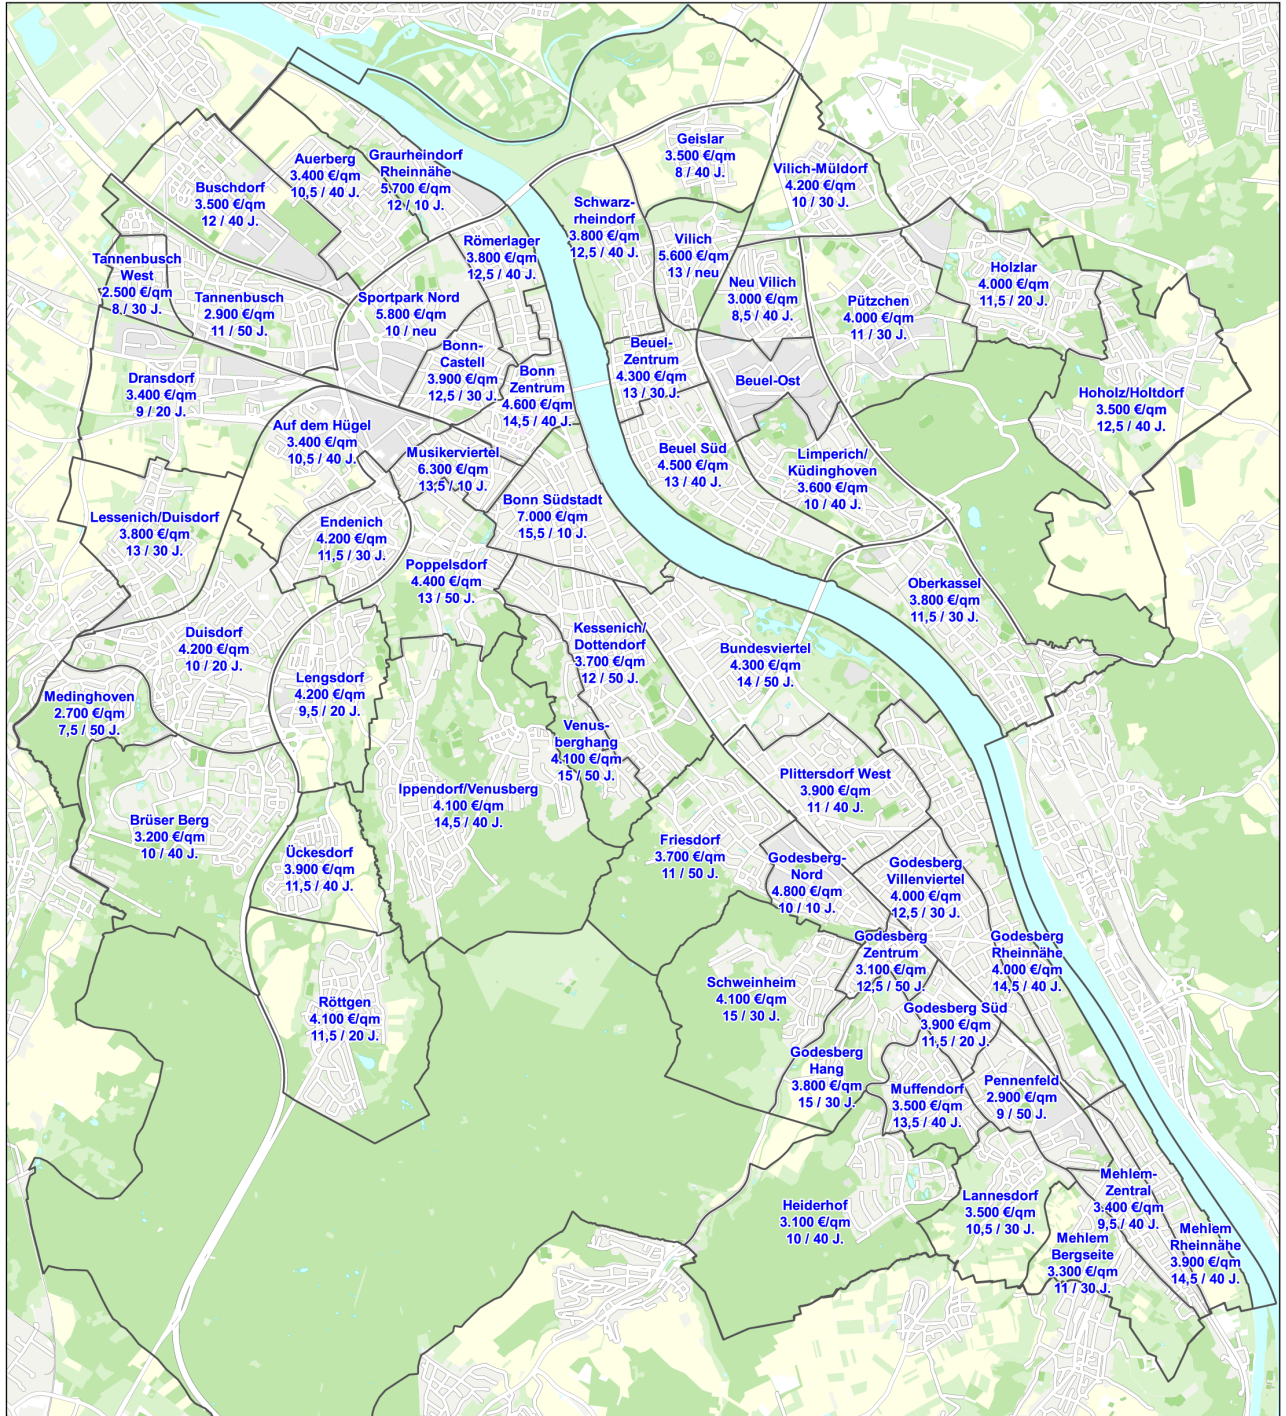 Geislar
3.500 €/qm
8 / 40 J.
Auerberg
3.400 €/qm
10,5 / 40 J.
Graurheindorf
Rheinnähe
5.700 €/qm
12 / 10 J.
Vilich-Müldorf
4.200 €/qm
10 / 30 J.
Buschdorf
3.500 €/qm
12 / 40 J.
Schwarz-
rheindorf
3.800 €/qm
12,5 / 40 J.
Römerlager
3.800 €/qm
12,5 / 40 J.
Vilich
5.600 €/qm
13 / neu
Tannenbusch
West
2.500 €/qm
8 / 30 J.
Holzlar
4.000 €/qm
11,5 / 20 J.
Neu Vilich
3.000 €/qm
8,5 / 40 J.
Tannenbusch
2.900 €/qm
11 / 50 J.
Sportpark Nord
5.800 €/qm
10 / neu
Pützchen
4.000 €/qm
11 / 30 J.
Bonn-
Castell
3.900 €/qm
12,5 / 30 J.
Beuel-
Zentrum
4.300 €/qm
13 / 30 J.
Bonn
Zentrum
4.600 €/qm
14,5 / 40 J.
Beuel-Ost
Dransdorf
3.400 €/qm
9 / 20 J.
Hoholz/Holtdorf
3.500 €/qm
12,5 / 40 J.
Auf dem Hügel
3.400 €/qm
10,5 / 40 J.
Musikerviertel
6.300 €/qm
13,5 / 10 J.
Beuel Süd
4.500 €/qm
13 / 40 J.
Limperich/
Küdinghoven
3.600 €/qm
10 / 40 J.
Bonn Südstadt
7.000 €/qm
15,5 / 10 J.
Lessenich/Duisdorf
3.800 €/qm
13 / 30 J.
Endenich
4.200 €/qm
11,5 / 30 J.
Poppelsdorf
4.400 €/qm
13 / 50 J.
Oberkassel
3.800 €/qm
11,5 / 30 J.
Duisdorf
4.200 €/qm
10 / 20 J.
Kessenich/
Dottendorf
3.700 €/qm
12 / 50 J.
Bundesviertel
4.300 €/qm
14 / 50 J.
Lengsdorf
4.200 €/qm
9,5 / 20 J.
Medinghoven
2.700 €/qm
7,5 / 50 J.
Venus-
berghang
4.100 €/qm
15 / 50 J.
Plittersdorf West
3.900 €/qm
11 / 40 J.
Ippendorf/Venusberg
4.100 €/qm
14,5 / 40 J.
Brüser Berg
3.200 €/qm
10 / 40 J.
Friesdorf
3.700 €/qm
11 / 50 J.
Ückesdorf
3.900 €/qm
11,5 / 40 J.
Godesberg-
Nord
4.800 €/qm
10 / 10 J.
Godesberg
Villenviertel
4.000 €/qm
12,5 / 30 J.
Godesberg
Zentrum
3.100 €/qm
12,5 / 50 J.
Godesberg
Rheinnähe
4.000 €/qm
14,5 / 40 J.
Schweinheim
4.100 €/qm
15 / 30 J.
Röttgen
4.100 €/qm
11,5 / 20 J.
Godesberg Süd
3.900 €/qm
11,5 / 20 J.
Godesberg
Hang
3.800 €/qm
15 / 30 J.
Muffendorf
3.500 €/qm
13,5 / 40 J.
Pennenfeld
2.900 €/qm
9 / 50 J.
Mehlem-
Zentral
3.400 €/qm
9,5 / 40 J.
Heiderhof
3.100 €/qm
10 / 40 J.
Lannesdorf
3.500 €/qm
10,5 / 30 J.
Mehlem
Bergseite
3.300 €/qm
11 / 30 J.
Mehlem
Rheinnähe
3.900 €/qm
14,5 / 40 J.